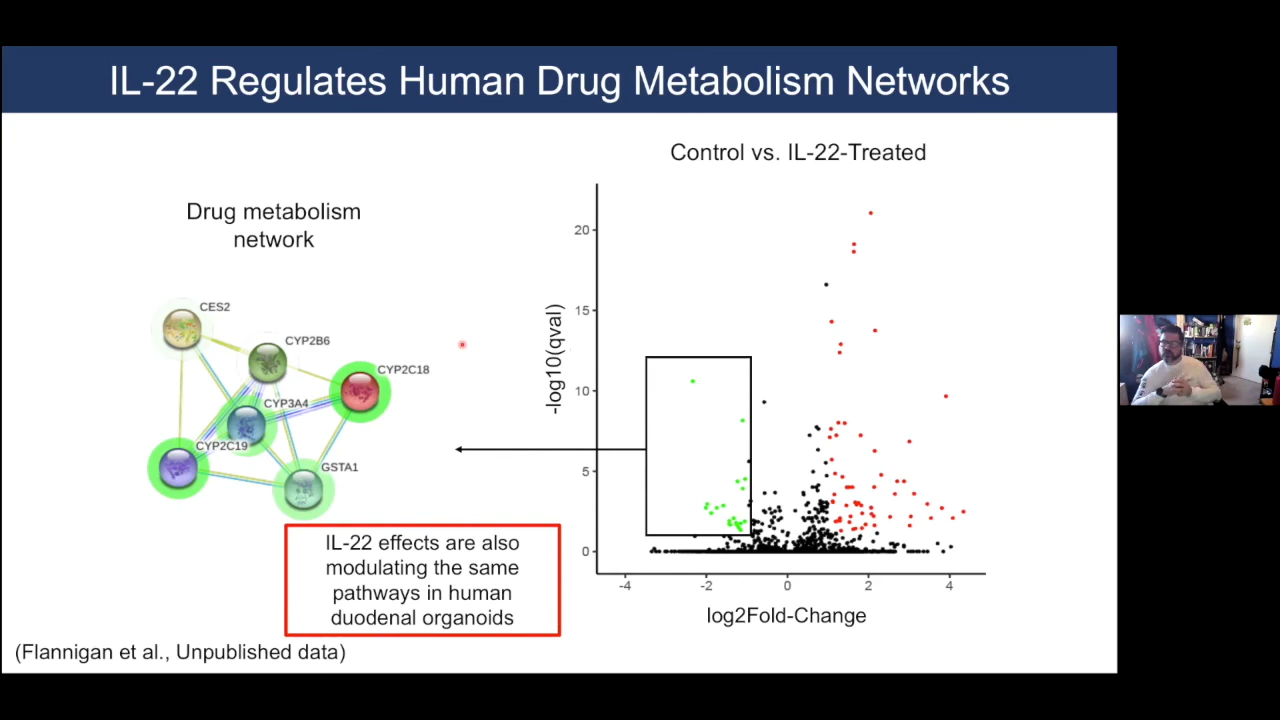 IL-22 Regulates Human Drug Metabolism Networks
Control vs. IL-22-Treated
Drug metabolism
network
CES2
CYP2B6
CYP2C18
CYP3A4
CYP2C19
GSTA1
IL-22 effects are also
modulating the same
pathways in human
duodenal organoids
(Flannigan et al., Unpublished data)
-log10(qval)
20
15
10
5
0
-4 -2 0 2 4
log2Fold-Change